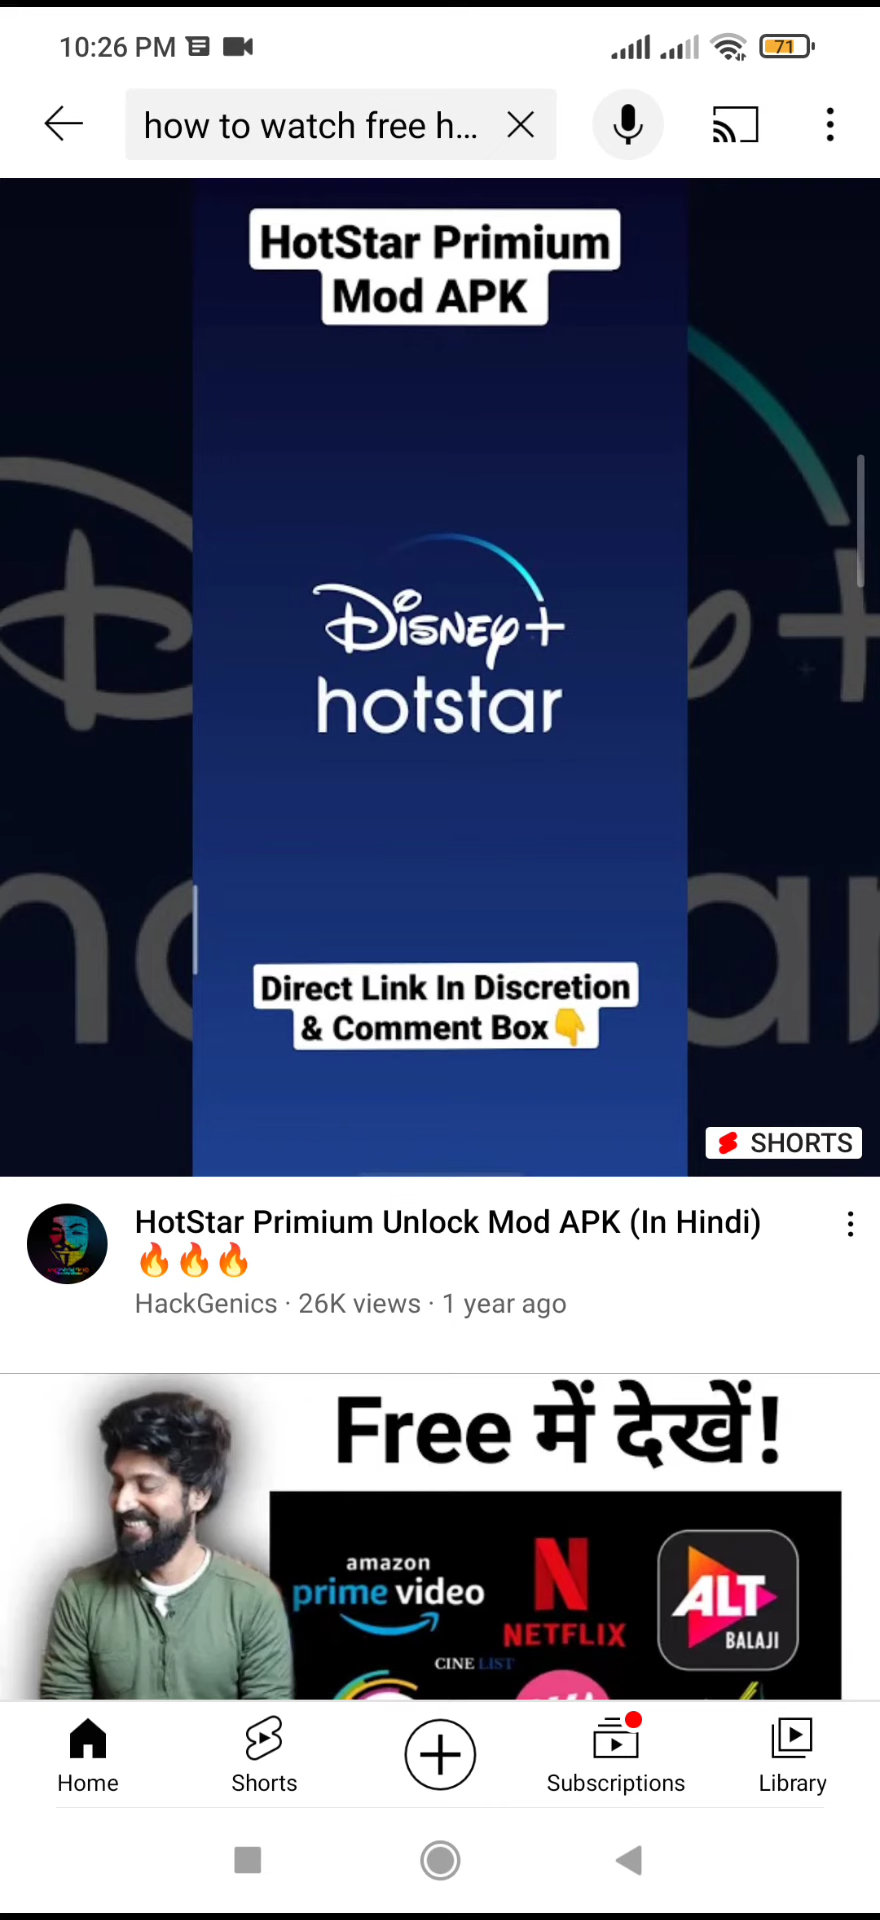 10:26 PM
71
how to watch free h...
HotStar Primium
Mod APK
Disney+
hotstar
Direct Link In Discretion
& Comment Box👇
SHORTS
HotStar Primium Unlock Mod APK (In Hindi)
🔥🔥🔥
HackGenics · 26K views · 1 year ago
Free में देखें!
amazon
prime video
NETFLIX
ALT
BALAJI
CINE LIST
Home
Shorts
Subscriptions
Library